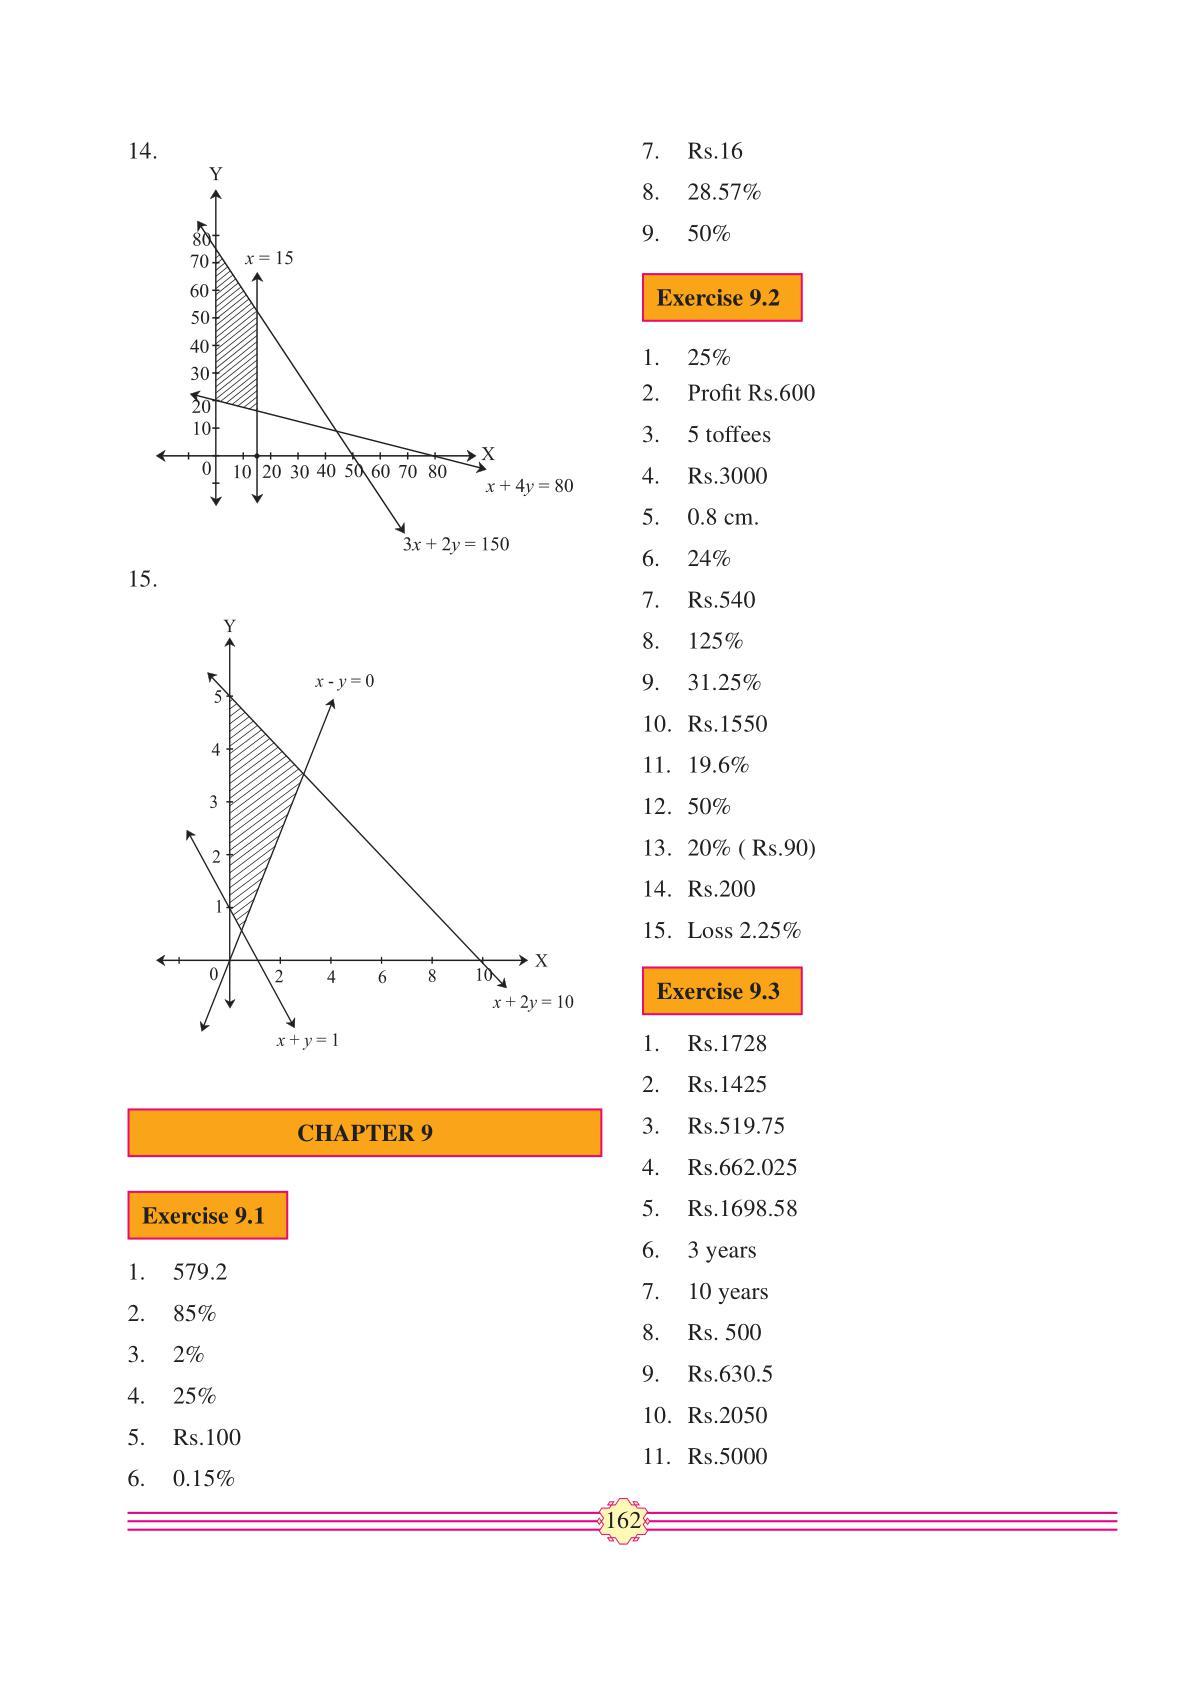 14.
Y
80
70
x = 15
60
50
40
30
20
10
X
0 10 20 30 40 50 60 70 80
x + 4y = 80
3x + 2y = 150
15.
Y
x - y = 0
5
4
3
2
1
X
0 2 4 6 8 10
x + 2y = 10
x + y = 1
CHAPTER 9
Exercise 9.1
1. 579.2
2. 85%
3. 2%
4. 25%
5. Rs.100
6. 0.15%
7. Rs.16
8. 28.57%
9. 50%
Exercise 9.2
1. 25%
2. Profit Rs.600
3. 5 toffees
4. Rs.3000
5. 0.8 cm.
6. 24%
7. Rs.540
8. 125%
9. 31.25%
10. Rs.1550
11. 19.6%
12. 50%
13. 20% ( Rs.90)
14. Rs.200
15. Loss 2.25%
Exercise 9.3
1. Rs.1728
2. Rs.1425
3. Rs.519.75
4. Rs.662.025
5. Rs.1698.58
6. 3 years
7. 10 years
8. Rs. 500
9. Rs.630.5
10. Rs.2050
11. Rs.5000
162